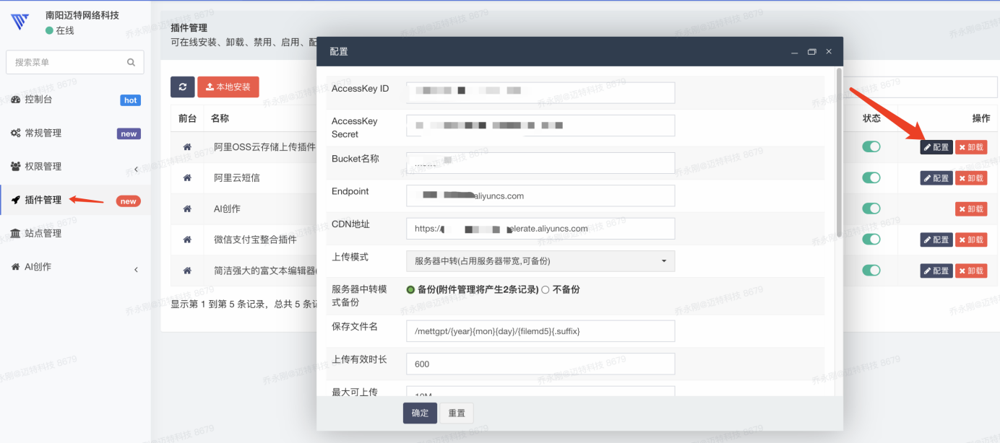 南阳迈特网络科技
在线
搜索菜单
控制台 hot
常规管理 new
权限管理
插件管理 new
站点管理
AI创作
插件管理
可在线安装、卸载、禁用、启用、配
本地安装
前台 名称 状态 操作
阿里OSS云存储上传插件 配置 卸载
阿里云短信 配置 卸载
AI创作 卸载
微信支付宝整合插件 配置 卸载
简洁强大的富文本编辑器( 配置 卸载
显示第 1 到第 5 条记录，总共 5 条记
配置
AccessKey ID
AccessKey
Secret
Bucket名称
Endpoint aliyuncs.com
CDN地址 https:/ elerate.aliyuncs.com
上传模式 服务器中转(占用服务器带宽,可备份)
服务器中转模
式备份
备份(附件管理将产生2条记录) 不备份
保存文件名 /mettgpt/{year}{mon}{day}/{filemd5}{.suffix}
上传有效时长 600
最大可上传 10M
确定 重置
乔永刚@迈特科技 8679